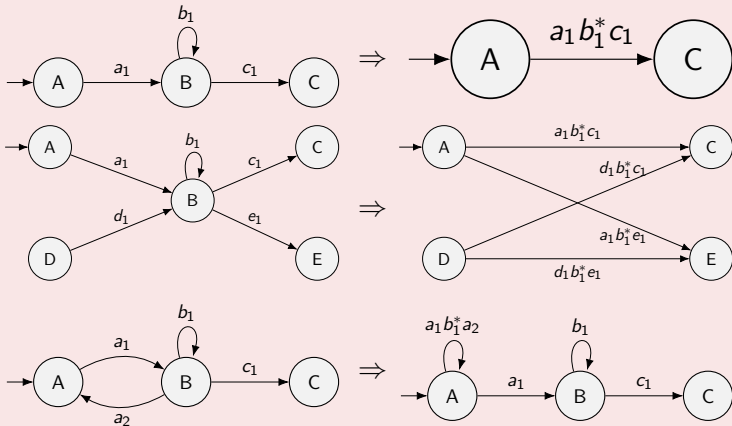 b₁
A a₁ B c₁ C ⇒ A a₁b₁*c₁ C
A a₁ b₁ c₁ C
B
D d₁ e₁ E
⇒
A a₁b₁*c₁ C
d₁b₁*c₁
a₁b₁*e₁
D d₁b₁*e₁ E
a₁ b₁
A B c₁ C
a₂
⇒
a₁b₁*a₂ b₁
A a₁ B c₁ C